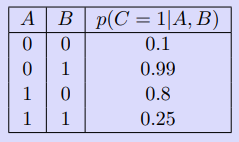 A B p(C = 1|A, B)
0 0 0.1
0 1 0.99
1 0 0.8
1 1 0.25